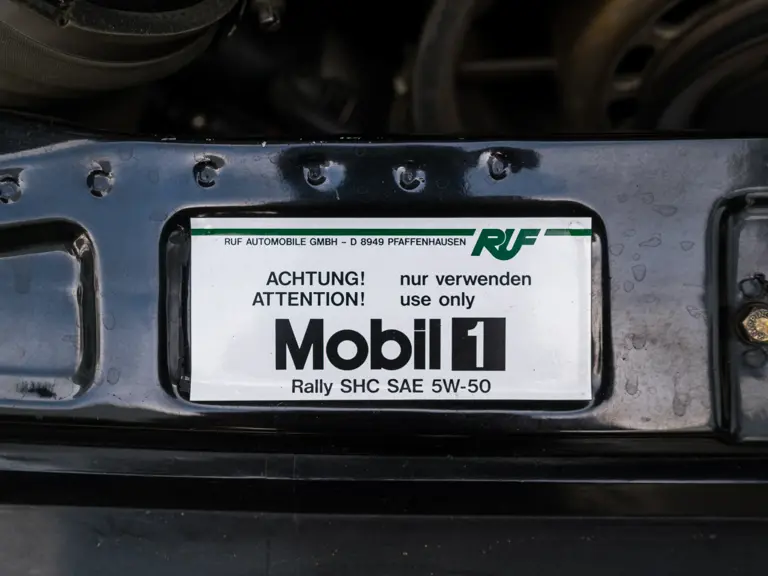 RUF AUTOMOBILE GMBH - D 8949 PFAFFENHAUSEN RUF
ACHTUNG! nur verwenden
ATTENTION! use only
Mobil 1
Rally SHC SAE 5W-50